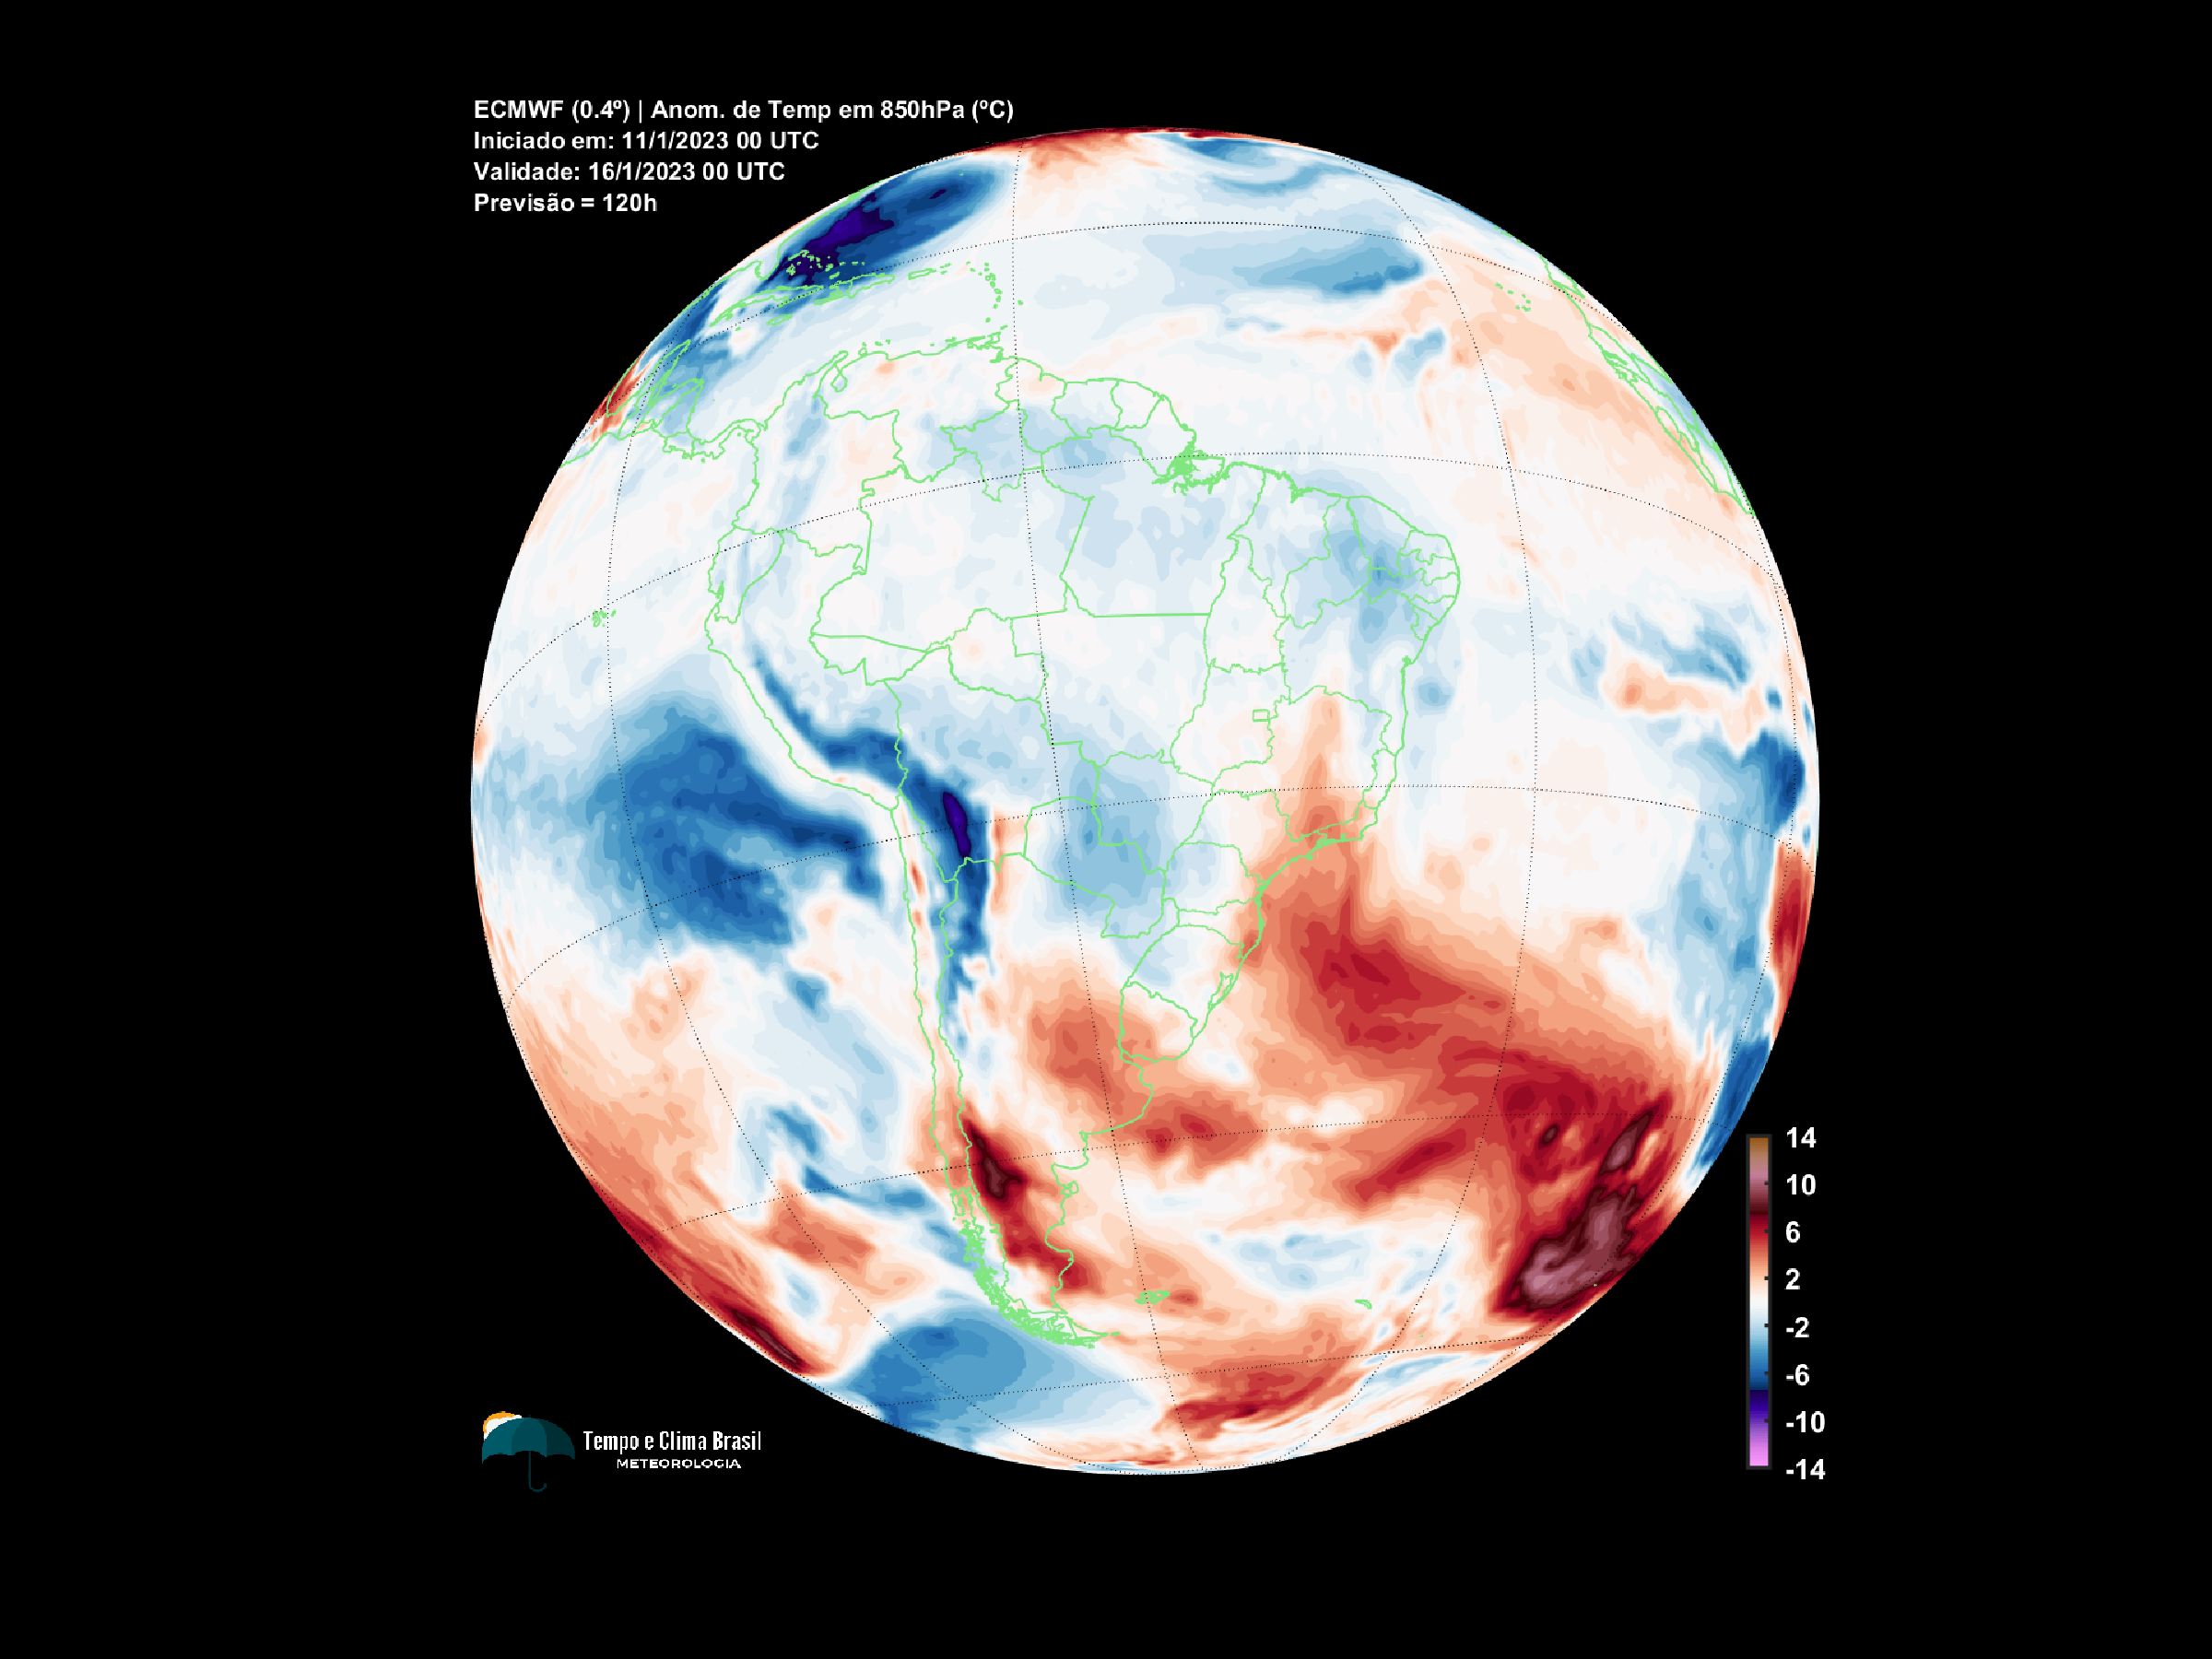 ECMWF (0.4º) | Anom. de Temp em 850hPa (ºC)
Iniciado em: 11/1/2023 00 UTC
Validade: 16/1/2023 00 UTC
Previsão = 120h
14
10
6
2
-2
-6
-10
-14
Tempo e Clima Brasil
METEOROLOGIA